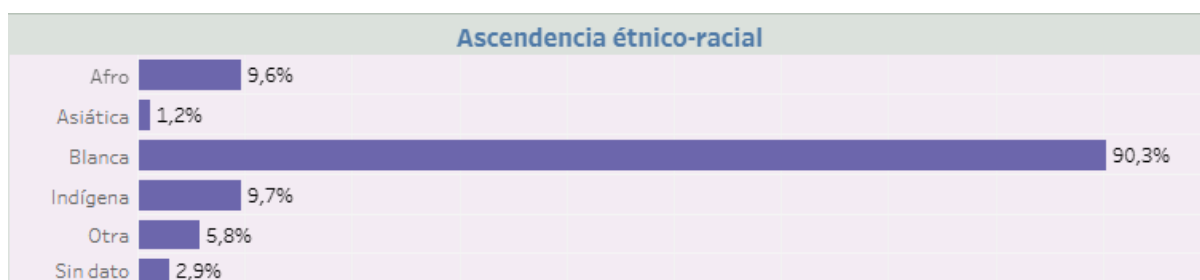 Ascendencia étnico-racial
Afro 9,6%
Asiática 1,2%
Blanca 90,3%
Indígena 9,7%
Otra 5,8%
Sin dato 2,9%